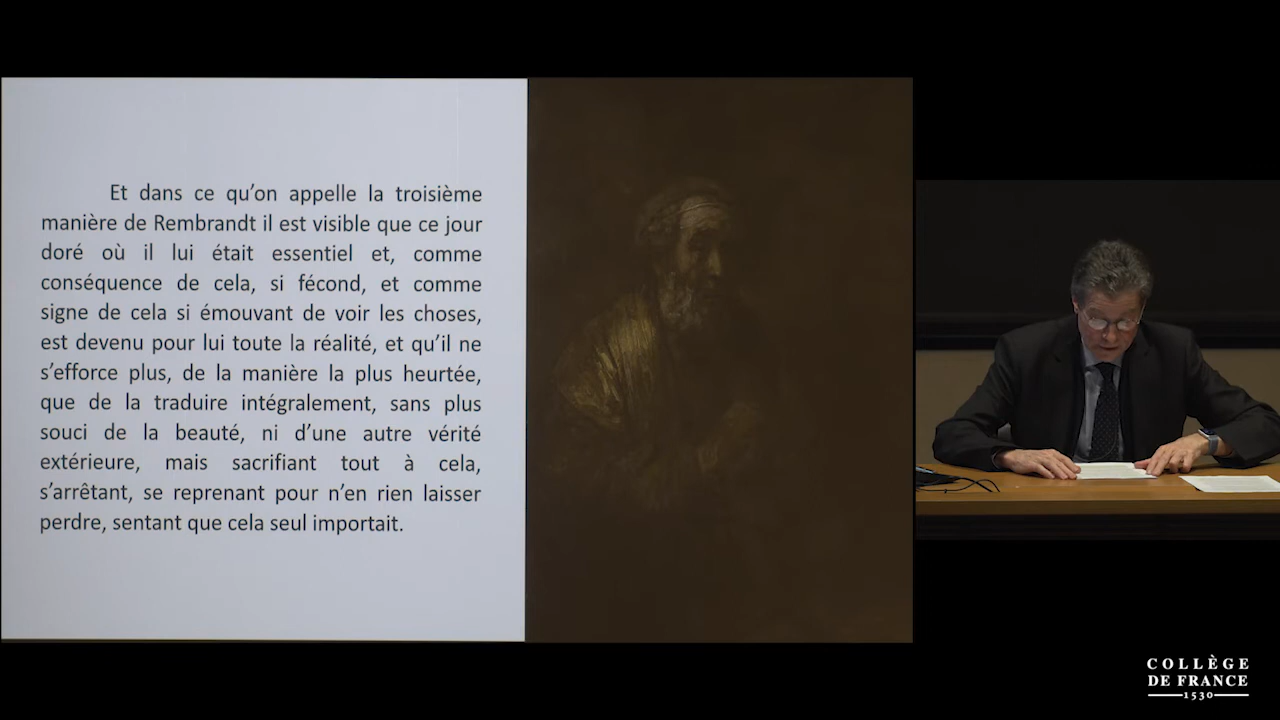 Et dans ce qu’on appelle la troisième
manière de Rembrandt il est visible que ce jour
doré où il lui était essentiel et, comme
conséquence de cela, si fécond, et comme
signe de cela si émouvant de voir les choses,
est devenu pour lui toute la réalité, et qu’il ne
s’efforce plus, de la manière la plus heurtée,
que de la traduire intégralement, sans plus
souci de la beauté, ni d’une autre vérité
extérieure, mais sacrifiant tout à cela,
s’arrêtant, se reprenant pour n’en rien laisser
perdre, sentant que cela seul importait.
COLLÈGE
DE FRANCE
1530